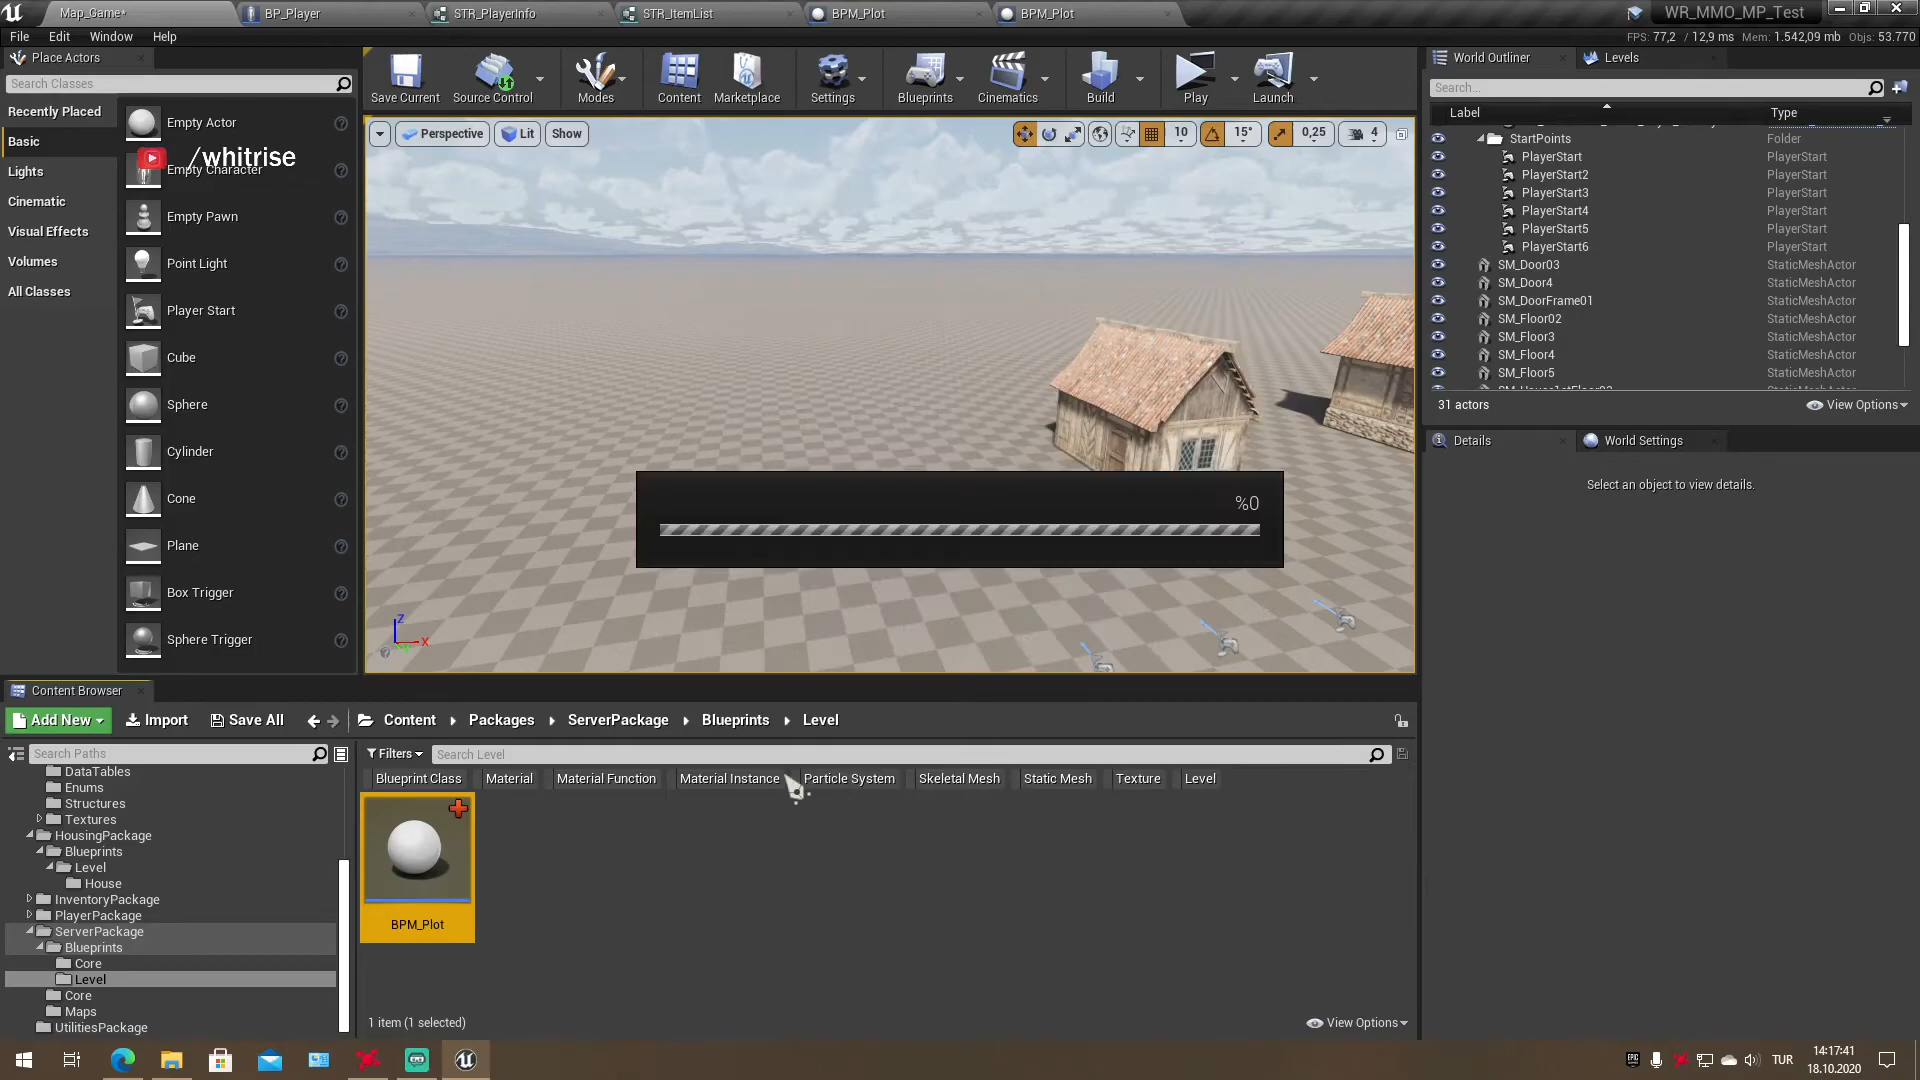 Map_Game*
BP_Player
STR_PlayerInfo
STR_ItemList
BPM_Plot
BPM_Plot
WR_MMO_MP_Test
File
Edit
Window
Help
FPS: 77,2 / 12,9 ms
Mem: 1.542,09 mb
Objs: 53.770
Place Actors
Search Classes
Recently Placed
Basic
Lights
Cinematic
Visual Effects
Volumes
All Classes
Empty Actor
/whitrise
Empty Character
Empty Pawn
Point Light
Player Start
Cube
Sphere
Cylinder
Cone
Plane
Box Trigger
Sphere Trigger
Save Current
Source Control
Modes
Content
Marketplace
Settings
Blueprints
Cinematics
Build
Play
Launch
Perspective
Lit
Show
10
15°
0,25
4
%0
Z
X
World Outliner
Levels
Search...
Label
Type
StartPoints
Folder
PlayerStart
PlayerStart
PlayerStart2
PlayerStart
PlayerStart3
PlayerStart
PlayerStart4
PlayerStart
PlayerStart5
PlayerStart
PlayerStart6
PlayerStart
SM_Door03
StaticMeshActor
SM_Door4
StaticMeshActor
SM_DoorFrame01
StaticMeshActor
SM_Floor02
StaticMeshActor
SM_Floor3
StaticMeshActor
SM_Floor4
StaticMeshActor
SM_Floor5
StaticMeshActor
31 actors
View Options
Details
World Settings
Select an object to view details.
Content Browser
Add New
Import
Save All
Content
Packages
ServerPackage
Blueprints
Level
Search Paths
Filters
Search Level
DataTables
Enums
Structures
Textures
HousingPackage
Blueprints
Level
House
InventoryPackage
PlayerPackage
ServerPackage
Blueprints
Core
Level
Core
Maps
UtilitiesPackage
Blueprint Class
Material
Material Function
Material Instance
Particle System
Skeletal Mesh
Static Mesh
Texture
Level
BPM_Plot
1 item (1 selected)
View Options
TUR
14:17:41
18.10.2020